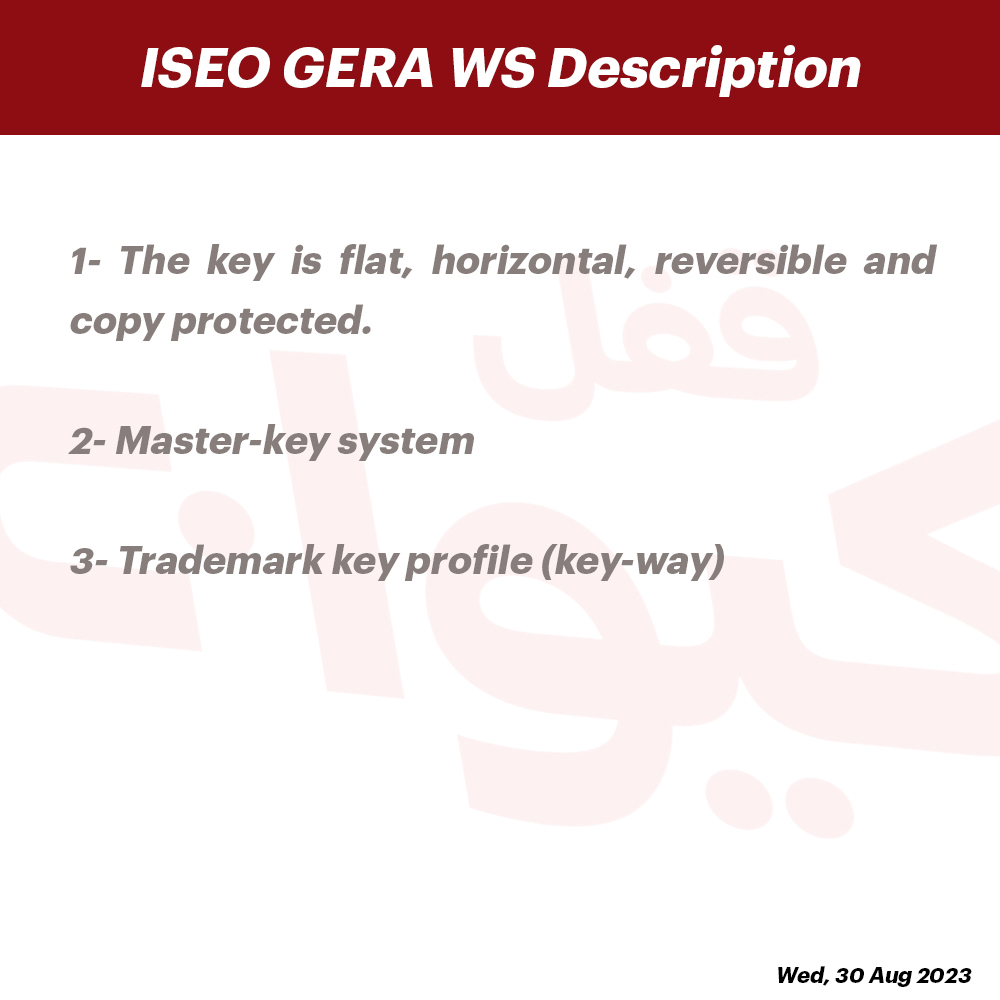 ISEO GERA WS Description
1- The key is flat, horizontal, reversible and
copy protected.
قفل
2- Master-key system
کیوان
3- Trademark key profile (key-way)
Wed, 30 Aug 2023